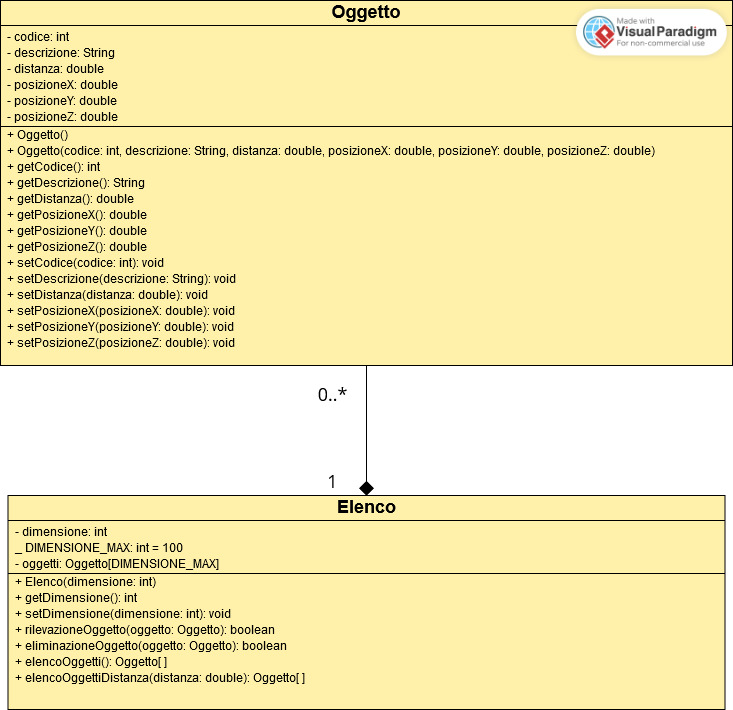 Oggetto
Made with
VisualParadigm
For non-commercial use
- codice: int
- descrizione: String
- distanza: double
- posizioneX: double
- posizioneY: double
- posizioneZ: double
+ Oggetto()
+ Oggetto(codice: int, descrizione: String, distanza: double, posizioneX: double, posizioneY: double, posizioneZ: double)
+ getCodice(): int
+ getDescrizione(): String
+ getDistanza(): double
+ getPosizioneX(): double
+ getPosizioneY(): double
+ getPosizioneZ(): double
+ setCodice(codice: int): void
+ setDescrizione(descrizione: String): void
+ setDistanza(distanza: double): void
+ setPosizioneX(posizioneX: double): void
+ setPosizioneY(posizioneY: double): void
+ setPosizioneZ(posizioneZ: double): void
0..*
1
Elenco
- dimensione: int
_ DIMENSIONE_MAX: int = 100
- oggetti: Oggetto[DIMENSIONE_MAX]
+ Elenco(dimensione: int)
+ getDimensione(): int
+ setDimensione(dimensione: int): void
+ rilevazioneOggetto(oggetto: Oggetto): boolean
+ eliminazioneOggetto(oggetto: Oggetto): boolean
+ elencoOggetti(): Oggetto[ ]
+ elencoOggettiDistanza(distanza: double): Oggetto[ ]